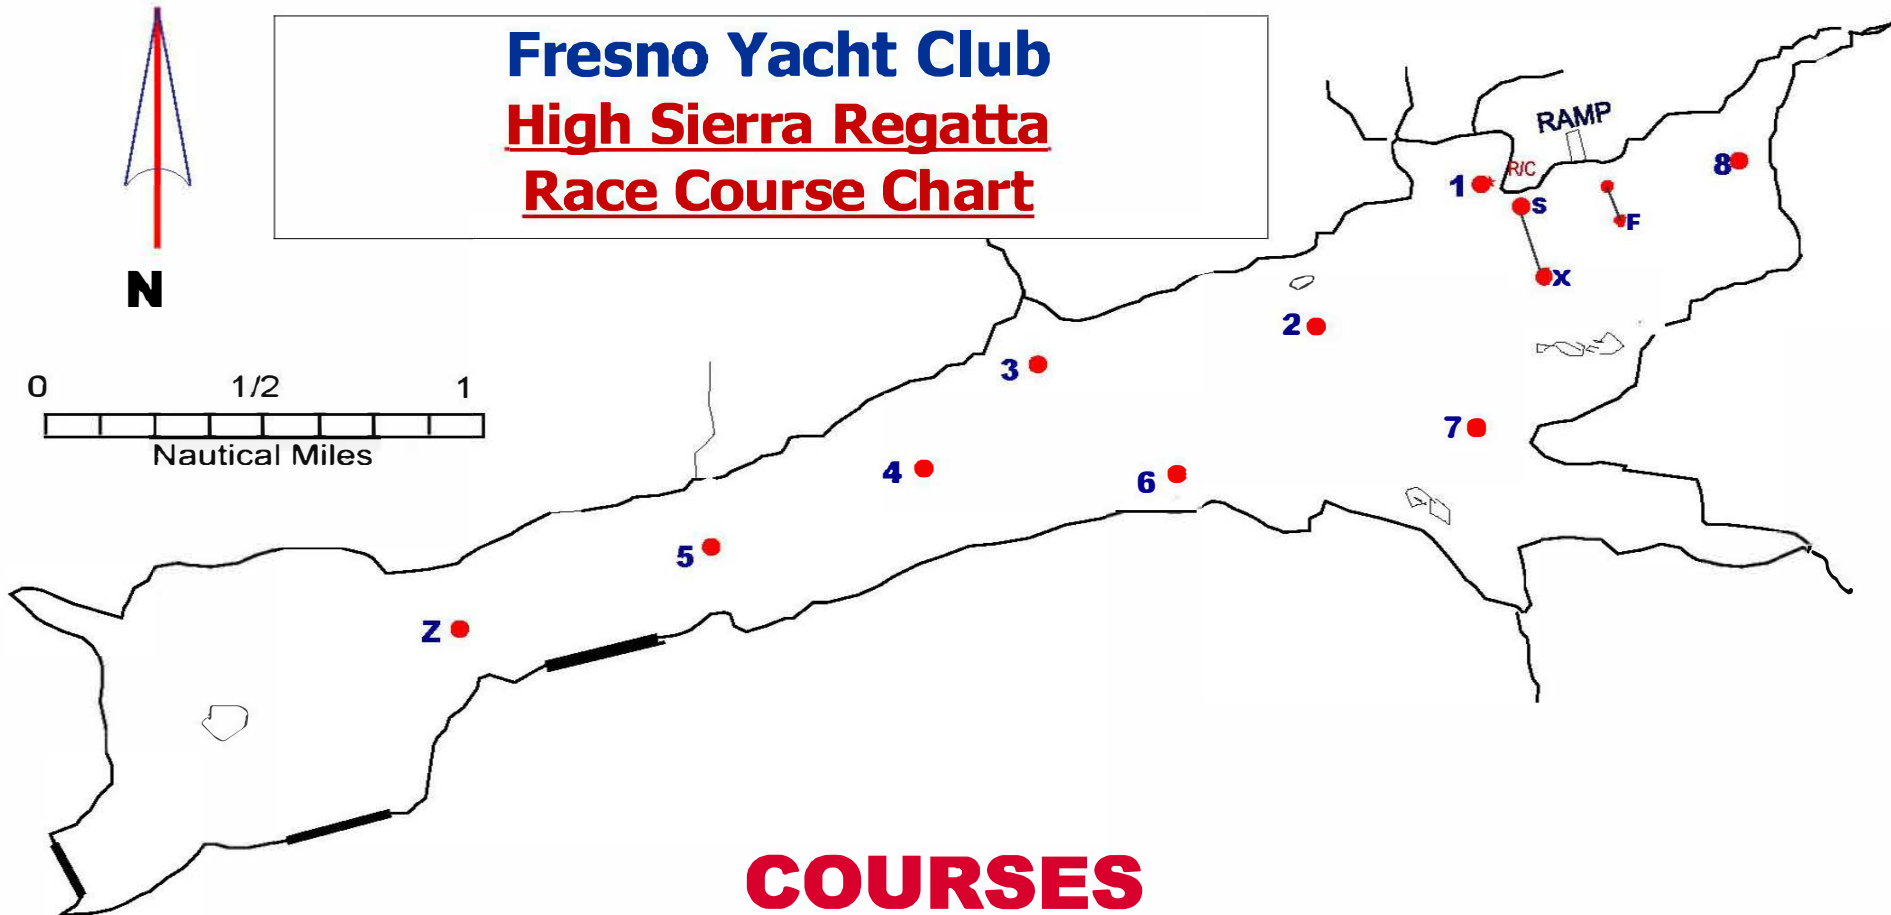 Fresno Yacht Club
High Sierra Regatta
Race Course Chart
N
RAMP
R/C
1
8
S
F
X
2
3
0 1/2 1
Nautical Miles
7
4
6
5
Z
COURSES